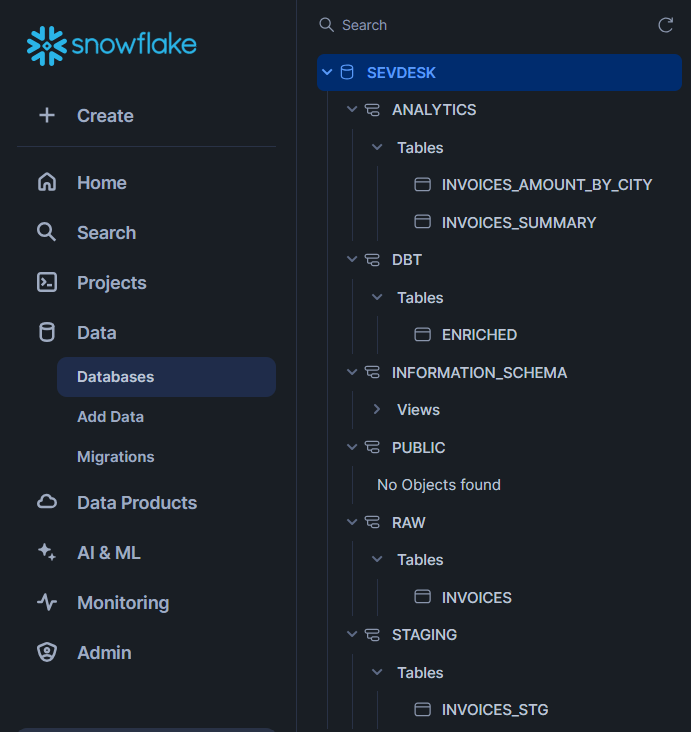 snowflake
Create
Home
Search
Projects
Data
Databases
Add Data
Migrations
Data Products
AI & ML
Monitoring
Admin
Search
SEVDESK
ANALYTICS
Tables
INVOICES_AMOUNT_BY_CITY
INVOICES_SUMMARY
DBT
Tables
ENRICHED
INFORMATION_SCHEMA
Views
PUBLIC
No Objects found
RAW
Tables
INVOICES
STAGING
Tables
INVOICES_STG